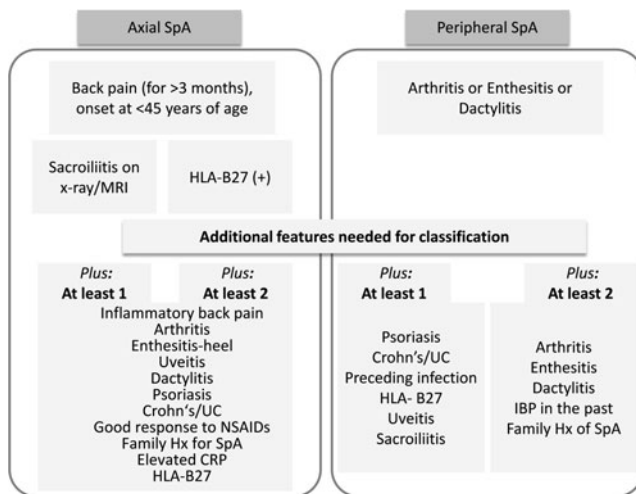 Axial SpA
Back pain (for >3 months),
onset at <45 years of age
Sacroiliitis on
x-ray/MRI
HLA-B27 (+)
Peripheral SpA
Arthritis or Enthesitis or
Dactylitis
Additional features needed for classification
Plus:
At least 1
Plus:
At least 2
Inflammatory back pain
Arthritis
Enthesitis-heel
Uveitis
Dactylitis
Psoriasis
Crohn's/UC
Good response to NSAIDs
Family Hx for SpA
Elevated CRP
HLA-B27
Plus:
At least 1
Psoriasis
Crohn's/UC
Preceding infection
HLA- B27
Uveitis
Sacroiliitis
Plus:
At least 2
Arthritis
Enthesitis
Dactylitis
IBP in the past
Family Hx of SpA